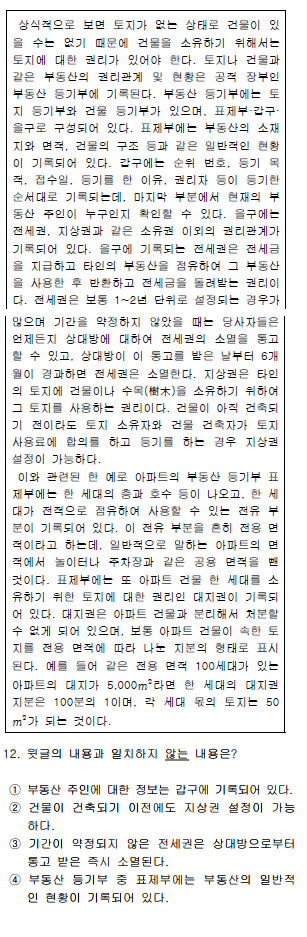 상식적으로 보면 토지가 없는 상태로 건물이 있
을 수는 없기 때문에 건물을 소유하기 위해서는
토지에 대한 권리가 있어야 한다. 토지나 건물과
같은 부동산의 권리관계 및 현황은 공적 장부인
부동산 등기부에 기록된다. 부동산 등기부에는 토
지 등기부와 건물 등기부가 있으며, 표제부·갑구·
을구로 구성되어 있다. 표제부에는 부동산의 소재
지와 면적, 건물의 구조 등과 같은 일반적인 현황
이 기록되어 있다. 갑구에는 순위 번호, 등기 목
적, 접수일, 등기를 한 이유, 권리자 등이 등기한
순서대로 기록되는데, 마지막 부분에서 현재의 부
동산 주인이 누구인지 확인할 수 있다. 을구에는
전세권, 지상권과 같은 소유권 이외의 권리관계가
기록되어 있다. 을구에 기록되는 전세권은 전세금
을 지급하고 타인의 부동산을 점유하여 그 부동산
을 사용한 후 반환하고 전세금을 돌려받는 권리이
다. 전세권은 보통 1~2년 단위로 설정되는 경우가
않으며 기간을 약정하지 않았을 때는 당사자들은
언제든지 상대방에 대하여 전세권의 소멸을 통고
할 수 있고, 상대방이 이 통고를 받은 날부터 6개
월이 경과하면 전세권은 소멸한다. 지상권은 타인
의 토지에 건물이나 수목(樹木)을 소유하기 위하여
그 토지를 사용하는 권리이다. 건물이 아직 건축되
기 전이라도 토지 소유자와 건물 건축자가 토지
사용료에 합의를 하고 등기를 하는 경우 지상권
설정이 가능하다.
이와 관련된 한 예로 아파트의 부동산 등기부 표
제부에는 한 세대의 층과 호수 등이 나오고, 한 세
대가 전적으로 점유하여 사용할 수 있는 전유 부
분이 기록되어 있다. 이 전유 부분을 흔히 전용 면
적이라고 하는데, 일반적으로 말하는 아파트의 면
적에서 놀이터나 주차장과 같은 공용 면적을 뺀
것이다. 표제부에는 또 아파트 건물 한 세대를 소
유하기 위한 토지에 대한 권리인 대지권이 기록되
어 있다. 대지권은 아파트 건물과 분리해서 처분할
수 없게 되어 있으며, 보통 아파트 건물이 속한 토
지를 전용 면적에 따라 나눈 지분의 형태로 표시
된다. 예를 들어 같은 전용 면적 100세대가 있는
아파트의 대지가 5,000㎡라면 한 세대의 대지권
지분은 100분의 1이며, 각 세대 몫의 토지는 50
㎡가 되는 것이다.
12. 윗글의 내용과 일치하지 않는 내용은?
① 부동산 주인에 대한 정보는 갑구에 기록되어 있다.
② 건물이 건축되기 이전에도 지상권 설정이 가능
하다.
③ 기간이 약정되지 않은 전세권은 상대방으로부터
통고 받은 즉시 소멸된다.
④ 부동산 등기부 중 표제부에는 부동산의 일반적
인 현황이 기록되어 있다.